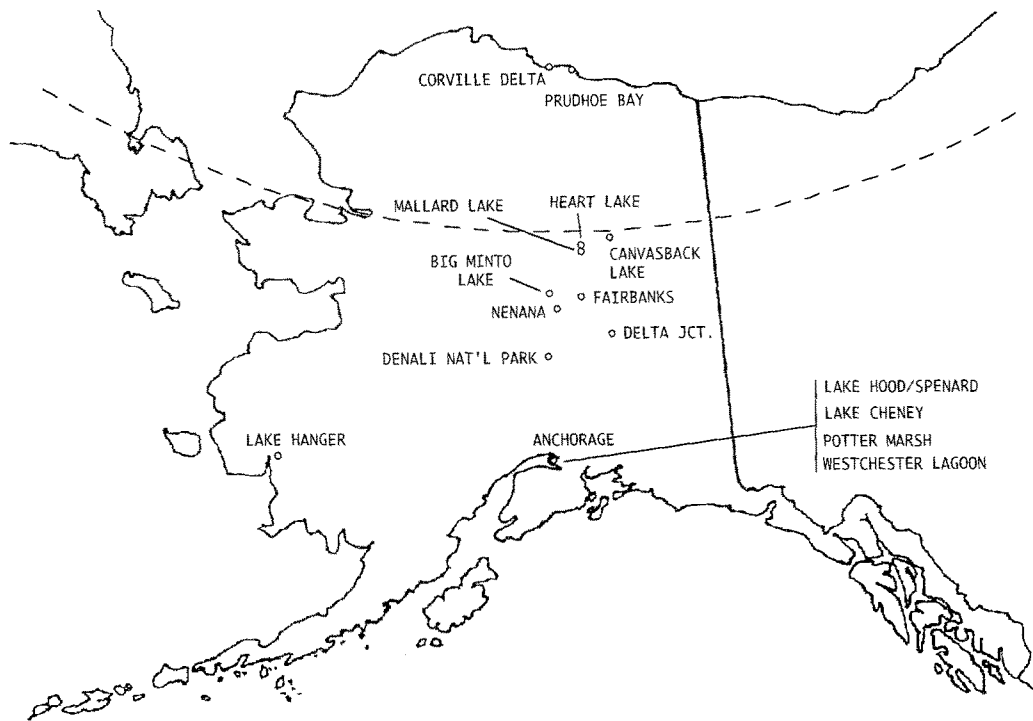 CORVILLE DELTA
PRUDHOE BAY
MALLARD LAKE
HEART LAKE
CANVASBACK
LAKE
BIG MINTO
LAKE
FAIRBANKS
NENANA
DELTA JCT.
DENALI NAT'L PARK
LAKE HOOD/SPENARD
LAKE CHENEY
POTTER MARSH
WESTCHESTER LAGOON
LAKE HANGER
ANCHORAGE